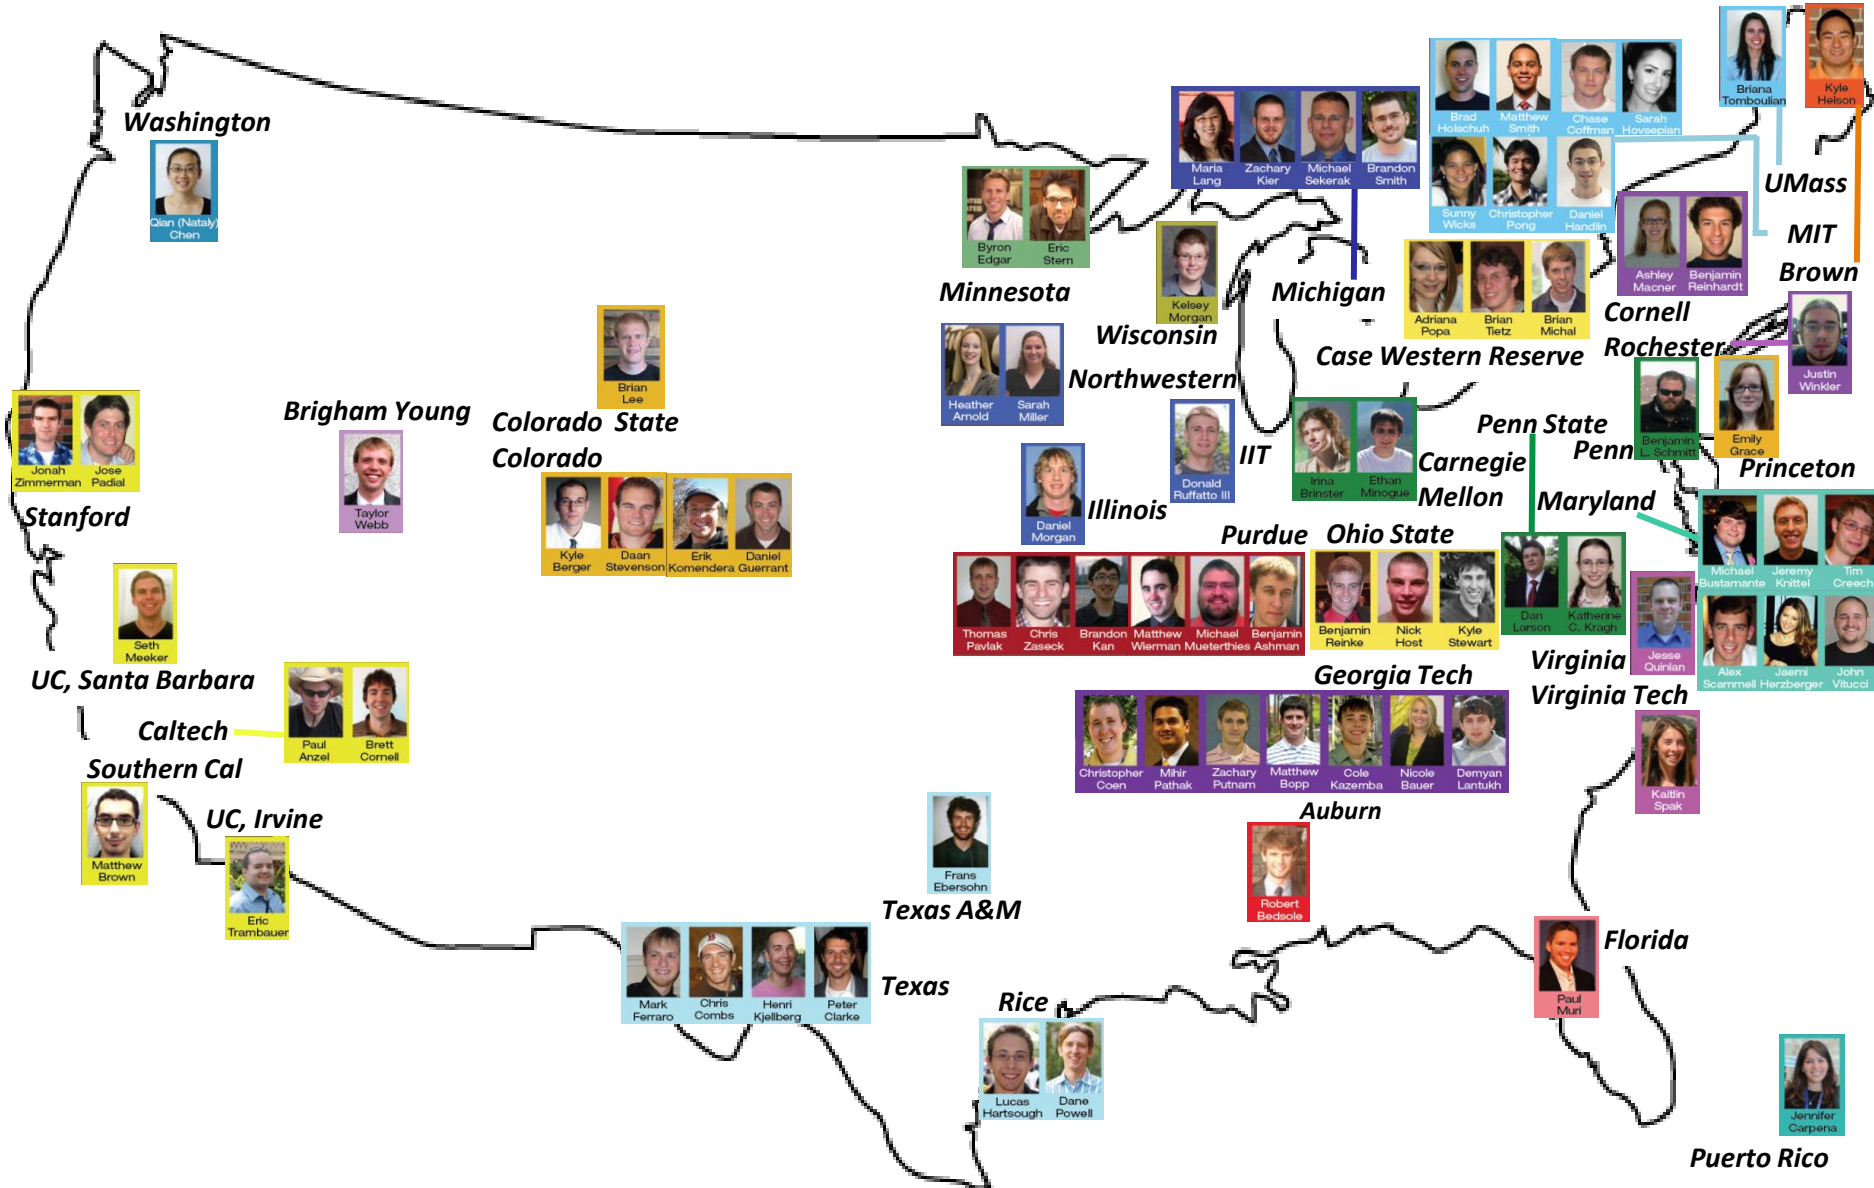 Briana
Tomboulian
Kyle
Helson
Brad
Holschuh
Matthew
Smith
Chase
Coffman
Sarah
Hovsepian
Washington
Qian (Nataly)
Chen
Maria
Lang
Zachary
Kier
Michael
Sekerak
Brandon
Smith
UMass
Sunny
Wicks
Christopher
Pong
Daniel
Handlin
MIT
Byron
Edgar
Eric
Stern
Ashley
Macner
Benjamin
Reinhardt
Brown
Minnesota
Kelsey
Morgan
Michigan
Adriana
Popa
Brian
Tietz
Brian
Michal
Cornell
Wisconsin
Case Western Reserve
Rochester
Justin
Winkler
Brian
Lee
Northwestern
Heather
Arnold
Sarah
Miller
Brigham Young
Colorado State
Colorado
Penn State
Penn
Benjamin
L. Schmitt
Emily
Grace
Princeton
Jonah
Zimmerman
Jose
Padial
Stanford
Taylor
Webb
IIT
Donald
Ruffatto III
Irina
Brinster
Ethan
Minogue
Carnegie
Mellon
Maryland
Illinois
Daniel
Morgan
Kyle
Berger
Daan
Stevenson
Erik
Komendera
Daniel
Guerrant
Purdue
Ohio State
Michael
Bustamante
Jeremy
Knittel
Tim
Creech
Thomas
Pavlak
Chris
Zaseck
Brandon
Kan
Matthew
Wierman
Michael
Mueterthies
Benjamin
Ashman
Benjamin
Reinke
Nick
Host
Kyle
Stewart
Dan
Larson
Katherine
C. Kragh
Seth
Meeker
UC, Santa Barbara
Virginia
Jesse
Quinlan
Alex
Scammell
Jaemi
Herzberger
John
Vitucci
Georgia Tech
Virginia Tech
Caltech
Paul
Anzel
Brett
Cornell
Christopher
Coen
Mihir
Pathak
Zachary
Putnam
Matthew
Bopp
Cole
Kazemba
Nicole
Bauer
Demyan
Lantukh
Kaitlin
Spak
Southern Cal
Matthew
Brown
UC, Irvine
Eric
Trambauer
Auburn
Robert
Bedsole
Frans
Ebersohn
Texas A&M
Mark
Ferraro
Chris
Combs
Henri
Kjellberg
Peter
Clarke
Texas
Florida
Paul
Muri
Rice
Lucas
Hartsough
Dane
Powell
Jennifer
Carpena
Puerto Rico